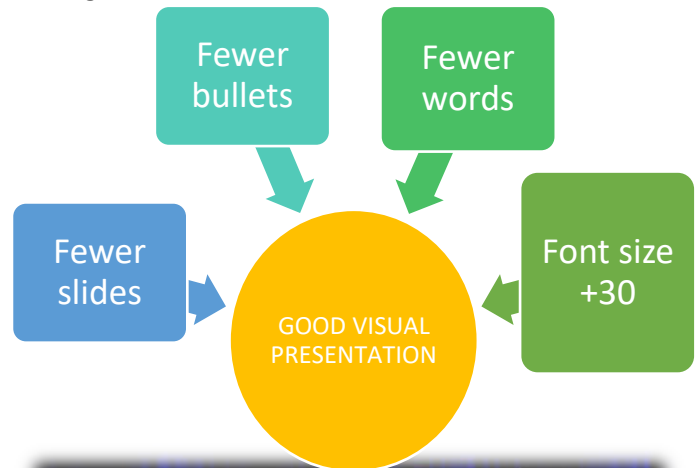 Fewer
bullets
Fewer
words
Fewer
slides
Font size
+30
GOOD VISUAL
PRESENTATION